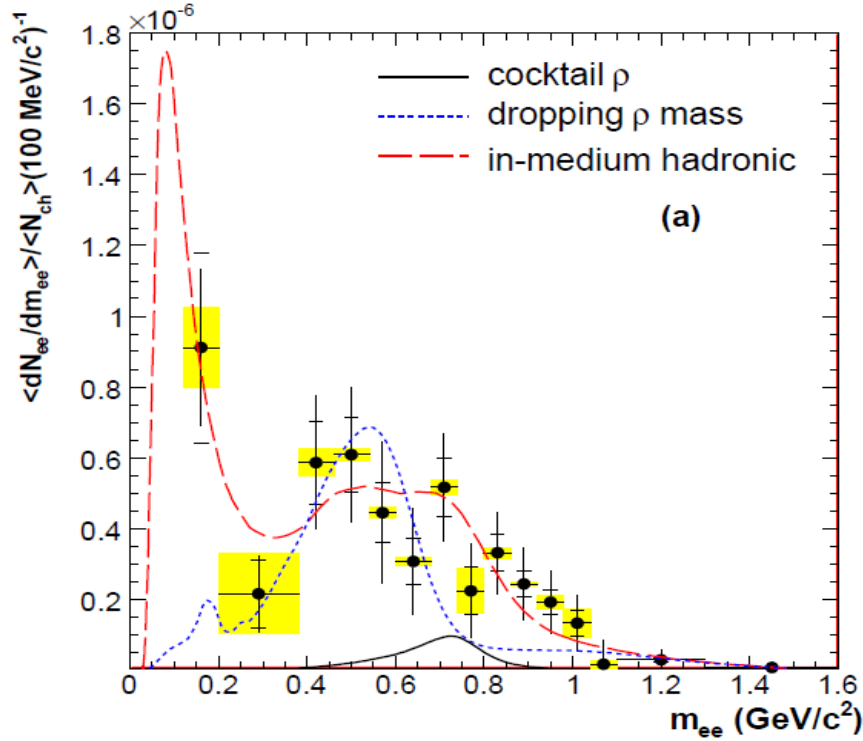 ×10⁻⁶
<dN_ee/dm_ee>/<N_ch>(100 MeV/c²)⁻¹
1.8
1.6
1.4
1.2
1
0.8
0.6
0.4
0.2
cocktail ρ
dropping ρ mass
in-medium hadronic
(a)
0 0.2 0.4 0.6 0.8 1 1.2 1.4 1.6
m_ee (GeV/c²)